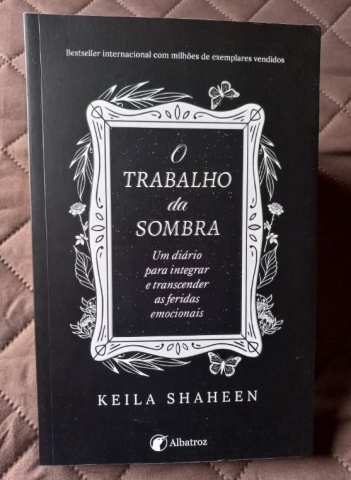 Bestseller internacional com milhões de exemplares vendidos
O
TRABALHO
da
SOMBRA
Um diário
para integrar
e transcender
as feridas
emocionais
KEILA SHAHEEN
Albatroz